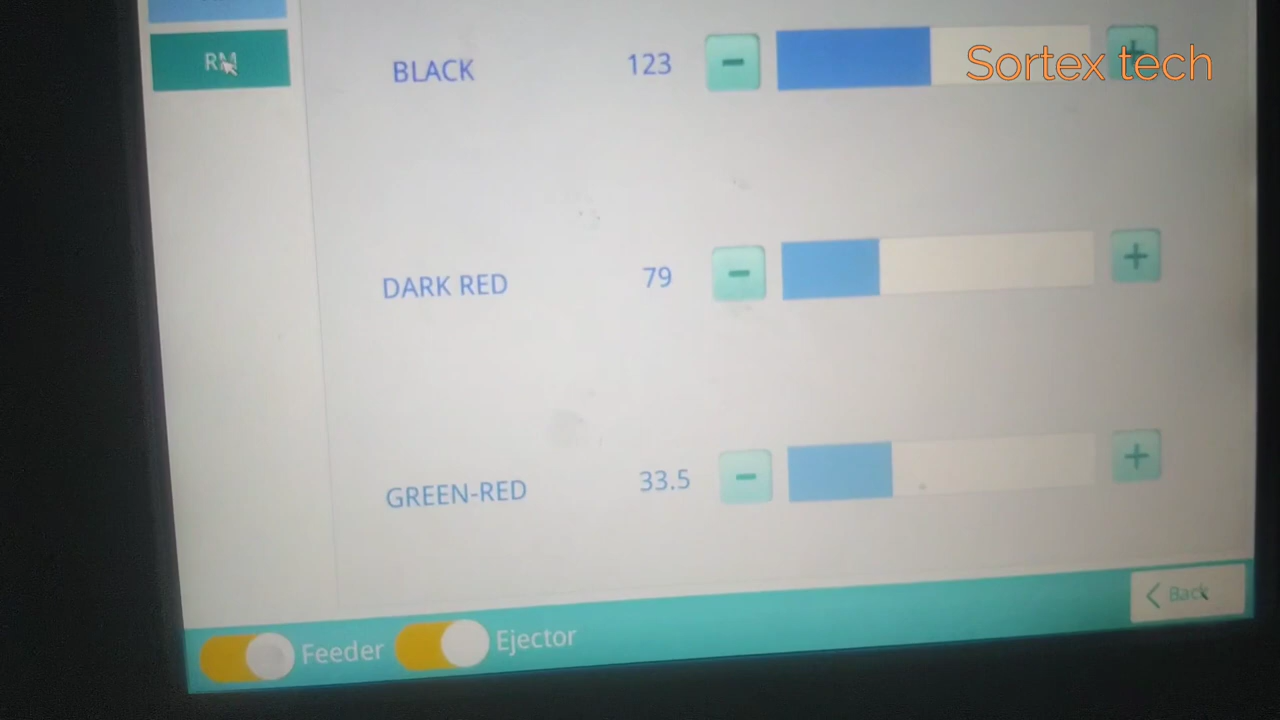 RM
BLACK 123 − +
Sortex tech
DARK RED 79 − +
GREEN-RED 33.5 − +
< Back
Feeder Ejector